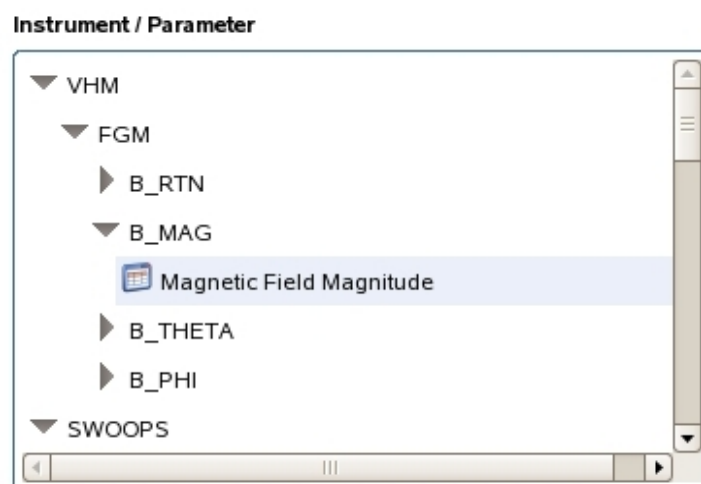 Instrument / Parameter
VHM
FGM
B_RTN
B_MAG
Magnetic Field Magnitude
B_THETA
B_PHI
SWOOPS